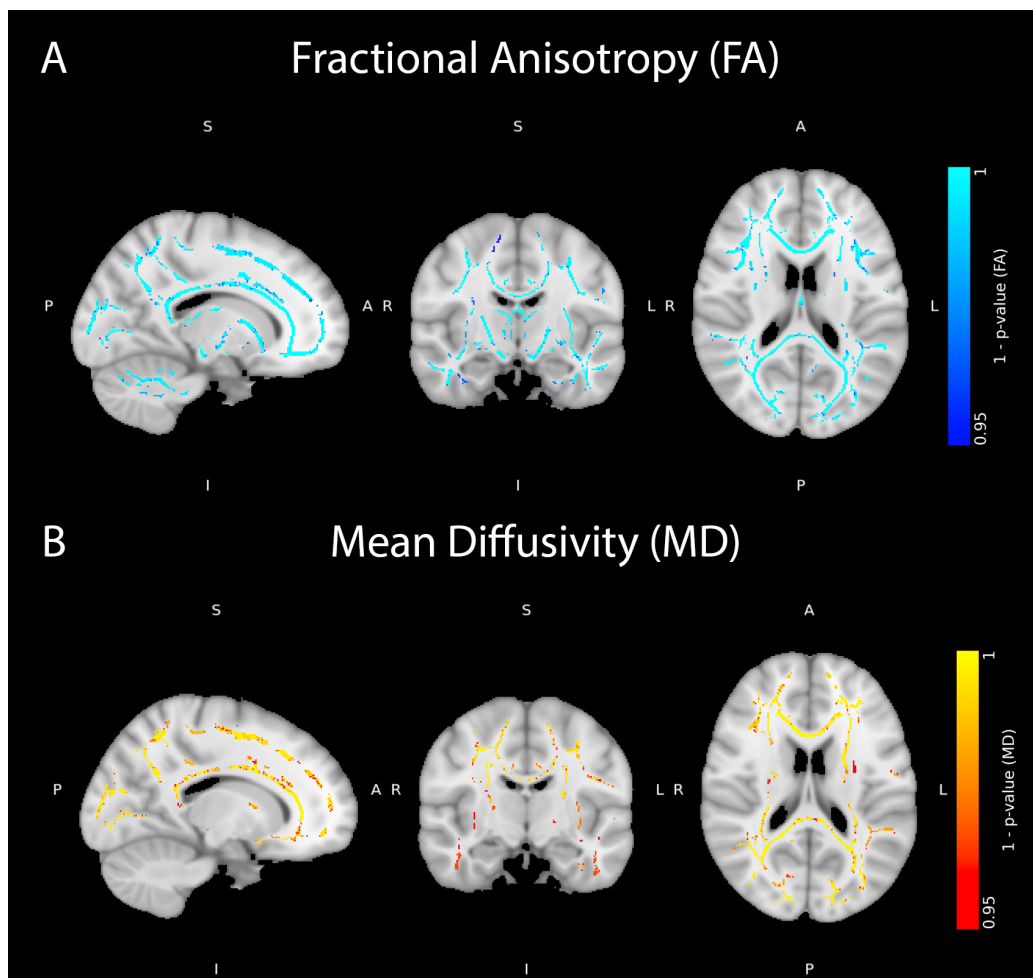 A
Fractional Anisotropy (FA)
S
S
A
P
A
R
L
R
L
I
I
P
1
1 - p-value (FA)
0.95
B
Mean Diffusivity (MD)
S
S
A
P
A
R
L
R
L
I
I
P
1
1 - p-value (MD)
0.95